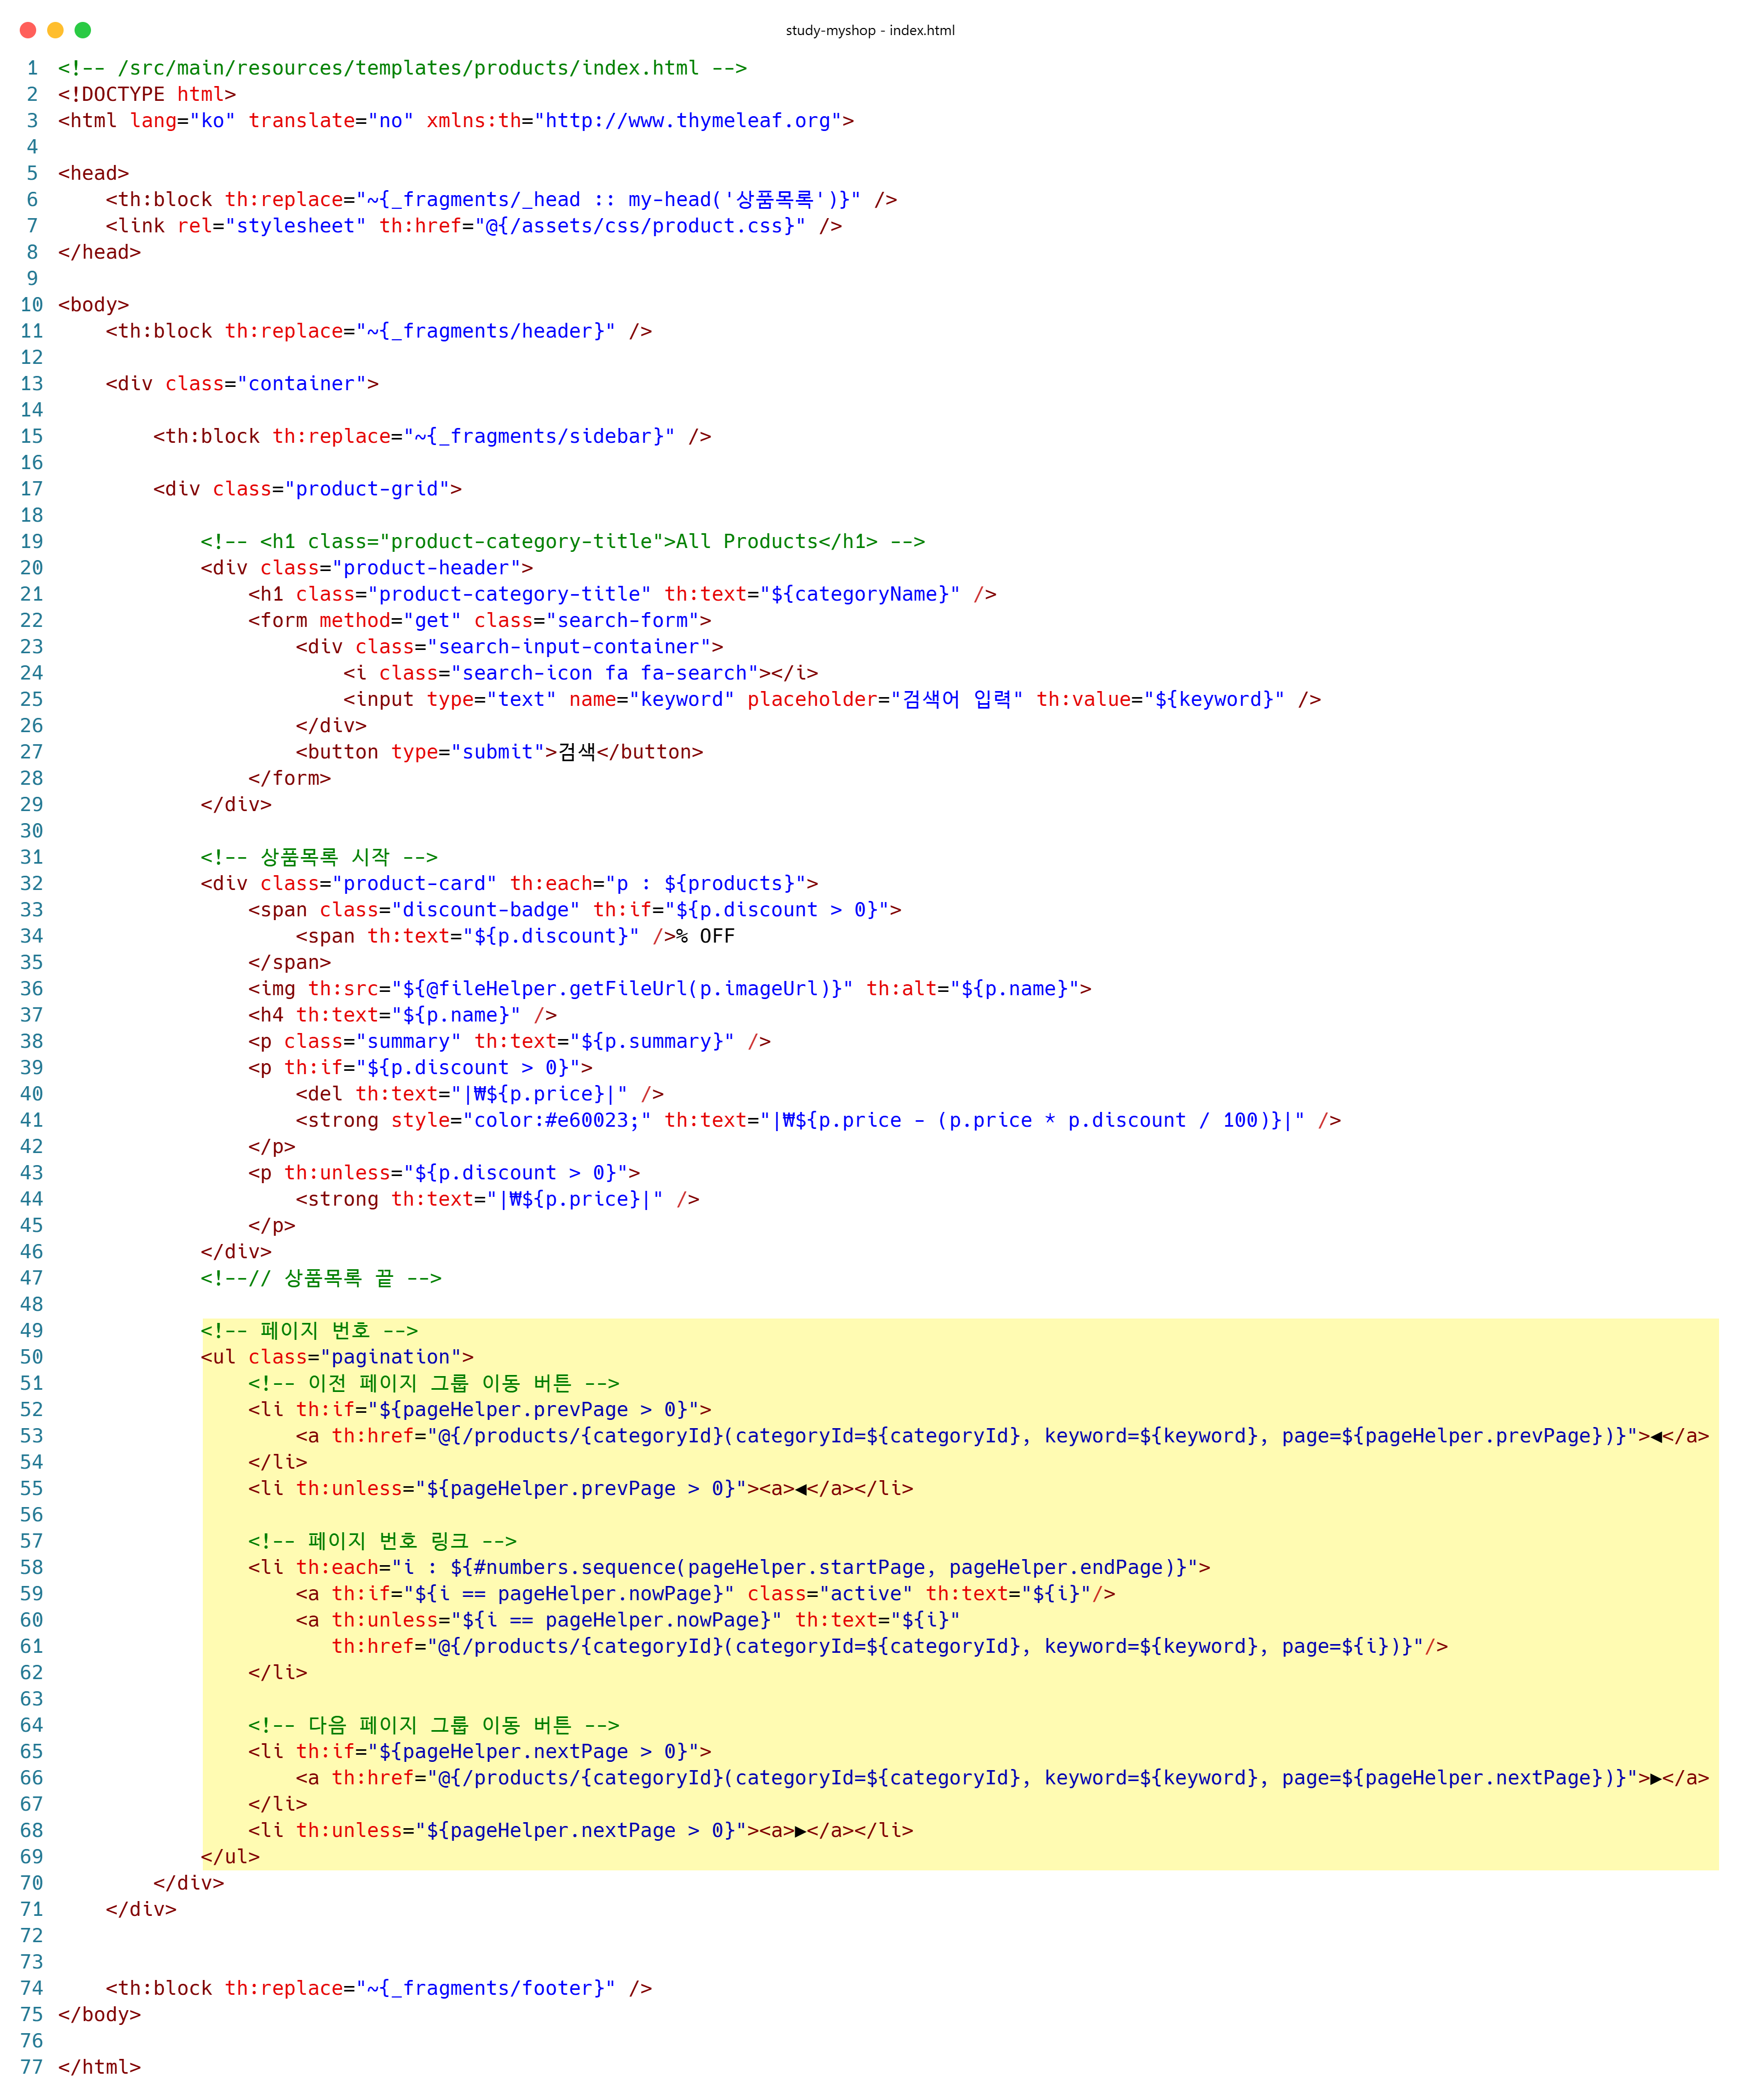 study-myshop - index.html
1 <!-- /src/main/resources/templates/products/index.html -->
2 <!DOCTYPE html>
3 <html lang="ko" translate="no" xmlns:th="http://www.thymeleaf.org">
4
5 <head>
6     <th:block th:replace="~{_fragments/_head :: my-head('상품목록')}" />
7     <link rel="stylesheet" th:href="@{/assets/css/product.css}" />
8 </head>
9
10 <body>
11     <th:block th:replace="~{_fragments/header}" />
12
13     <div class="container">
14
15         <th:block th:replace="~{_fragments/sidebar}" />
16
17         <div class="product-grid">
18
19             <!-- <h1 class="product-category-title">All Products</h1> -->
20             <div class="product-header">
21                 <h1 class="product-category-title" th:text="${categoryName}" />
22                 <form method="get" class="search-form">
23                     <div class="search-input-container">
24                         <i class="search-icon fa fa-search"></i>
25                         <input type="text" name="keyword" placeholder="검색어 입력" th:value="${keyword}" />
26                     </div>
27                     <button type="submit">검색</button>
28                 </form>
29             </div>
30
31             <!-- 상품목록 시작 -->
32             <div class="product-card" th:each="p : ${products}">
33                 <span class="discount-badge" th:if="${p.discount > 0}">
34                     <span th:text="${p.discount}" />% OFF
35                 </span>
36                 <img th:src="${@fileHelper.getFileUrl(p.imageUrl)}" th:alt="${p.name}">
37                 <h4 th:text="${p.name}" />
38                 <p class="summary" th:text="${p.summary}" />
39                 <p th:if="${p.discount > 0}">
40                     <del th:text="|₩${p.price}|" />
41                     <strong style="color:#e60023;" th:text="|₩${p.price - (p.price * p.discount / 100)}|" />
42                 </p>
43                 <p th:unless="${p.discount > 0}">
44                     <strong th:text="|₩${p.price}|" />
45                 </p>
46             </div>
47             <!--// 상품목록 끝 -->
48
49             <!-- 페이지 번호 -->
50             <ul class="pagination">
51                 <!-- 이전 페이지 그룹 이동 버튼 -->
52                 <li th:if="${pageHelper.prevPage > 0}">
53                     <a th:href="@{/products/{categoryId}(categoryId=${categoryId}, keyword=${keyword}, page=${pageHelper.prevPage})}">◀</a>
54                 </li>
55                 <li th:unless="${pageHelper.prevPage > 0}"><a>◀</a></li>
56
57                 <!-- 페이지 번호 링크 -->
58                 <li th:each="i : ${#numbers.sequence(pageHelper.startPage, pageHelper.endPage)}">
59                     <a th:if="${i == pageHelper.nowPage}" class="active" th:text="${i}"/>
60                     <a th:unless="${i == pageHelper.nowPage}" th:text="${i}"
61                        th:href="@{/products/{categoryId}(categoryId=${categoryId}, keyword=${keyword}, page=${i})}"/>
62                 </li>
63
64                 <!-- 다음 페이지 그룹 이동 버튼 -->
65                 <li th:if="${pageHelper.nextPage > 0}">
66                     <a th:href="@{/products/{categoryId}(categoryId=${categoryId}, keyword=${keyword}, page=${pageHelper.nextPage})}">▶</a>
67                 </li>
68                 <li th:unless="${pageHelper.nextPage > 0}"><a>▶</a></li>
69             </ul>
70         </div>
71     </div>
72
73
74     <th:block th:replace="~{_fragments/footer}" />
75 </body>
76
77 </html>